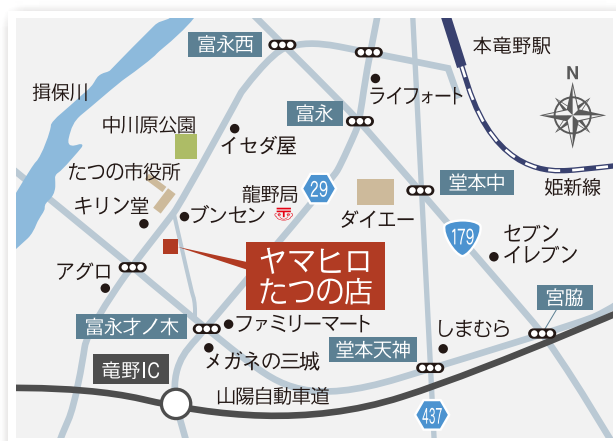 富永西
本竜野駅
揖保川
ライフォート
N
中川原公園
富永
イセダ屋
たつの市役所
龍野局
29
堂本中
姫新線
キリン堂
ブンセン
ダイエー
179
セブン
イレブン
アグロ
ヤマヒロ
たつの店
宮脇
富永才ノ木
ファミリーマート
しまむら
メガネの三城
堂本天神
竜野IC
山陽自動車道
437